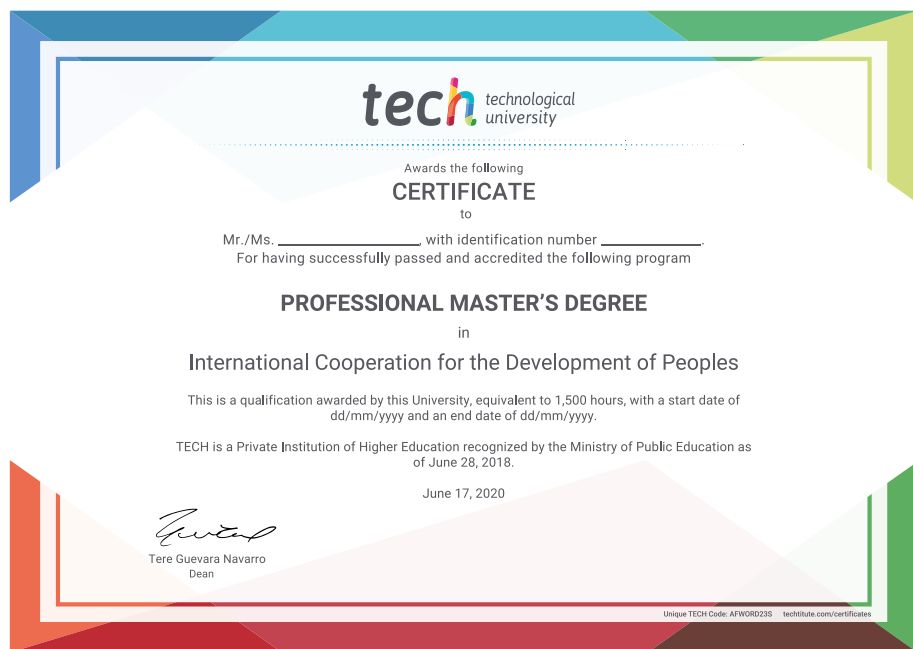 tech technological
university
Awards the following
CERTIFICATE
to
Mr./Ms. ____________, with identification number ____________.
For having successfully passed and accredited the following program
PROFESSIONAL MASTER'S DEGREE
in
International Cooperation for the Development of Peoples
This is a qualification awarded by this University, equivalent to 1,500 hours, with a start date of
dd/mm/yyyy and an end date of dd/mm/yyyy.
TECH is a Private Institution of Higher Education recognized by the Ministry of Public Education as
of June 28, 2018.
June 17, 2020
Tere Guevara Navarro
Dean
Unique TECH Code: AFWORD23S techtitute.com/certificates